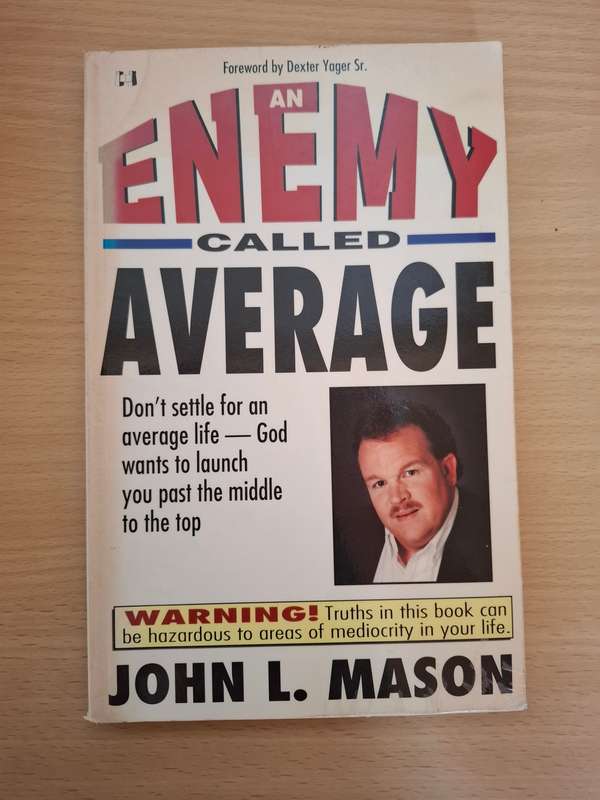 Foreword by Dexter Yager Sr.
AN
ENEMY
CALLED
AVERAGE
Don't settle for an
average life — God
wants to launch
you past the middle
to the top
WARNING! Truths in this book can
be hazardous to areas of mediocrity in your life.
JOHN L. MASON